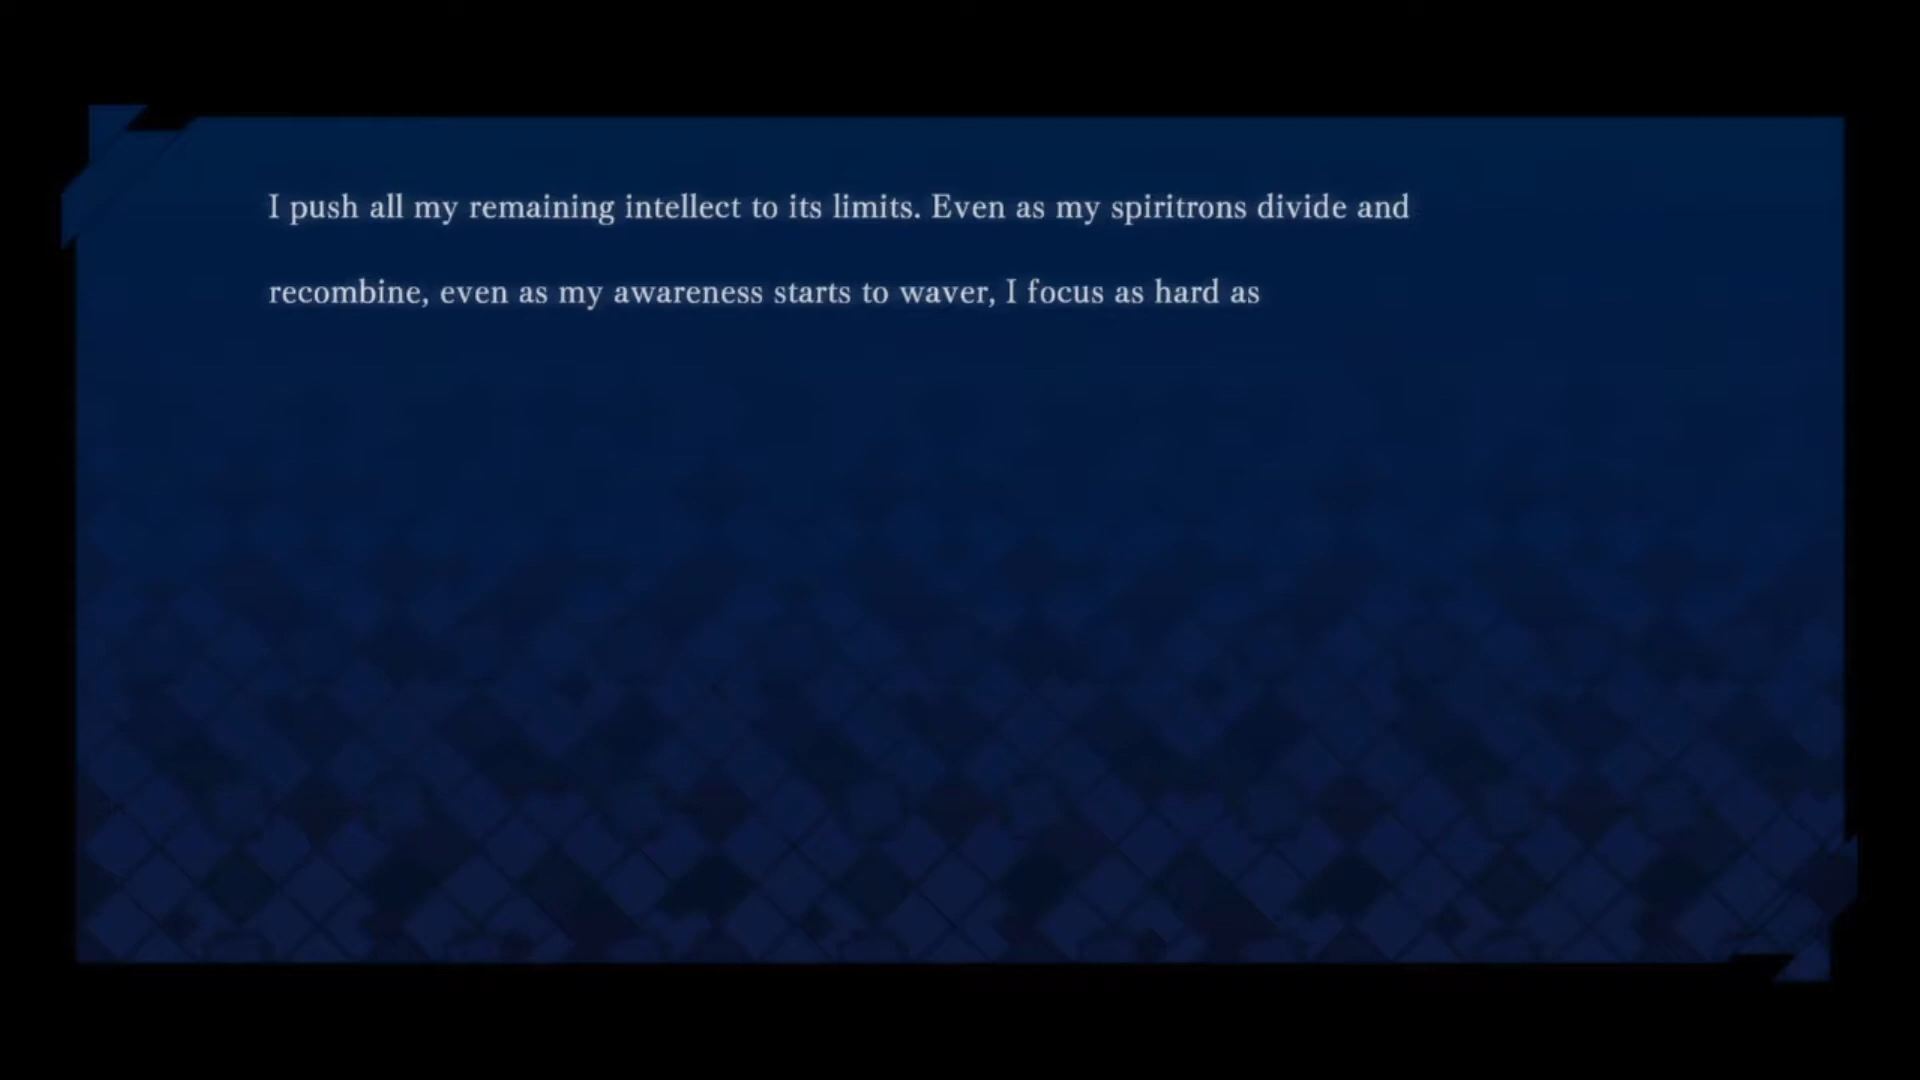 I push all my remaining intellect to its limits. Even as my spiritrons divide and
recombine, even as my awareness starts to waver, I focus as hard as